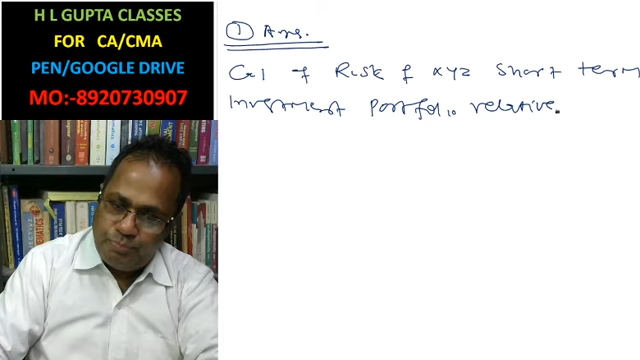 H L GUPTA CLASSES
FOR CA/CMA
PEN/GOOGLE DRIVE
MO:-8920730907
① Ans.
Cal of Risk of XYZ Short term
Investment Portfolio relative